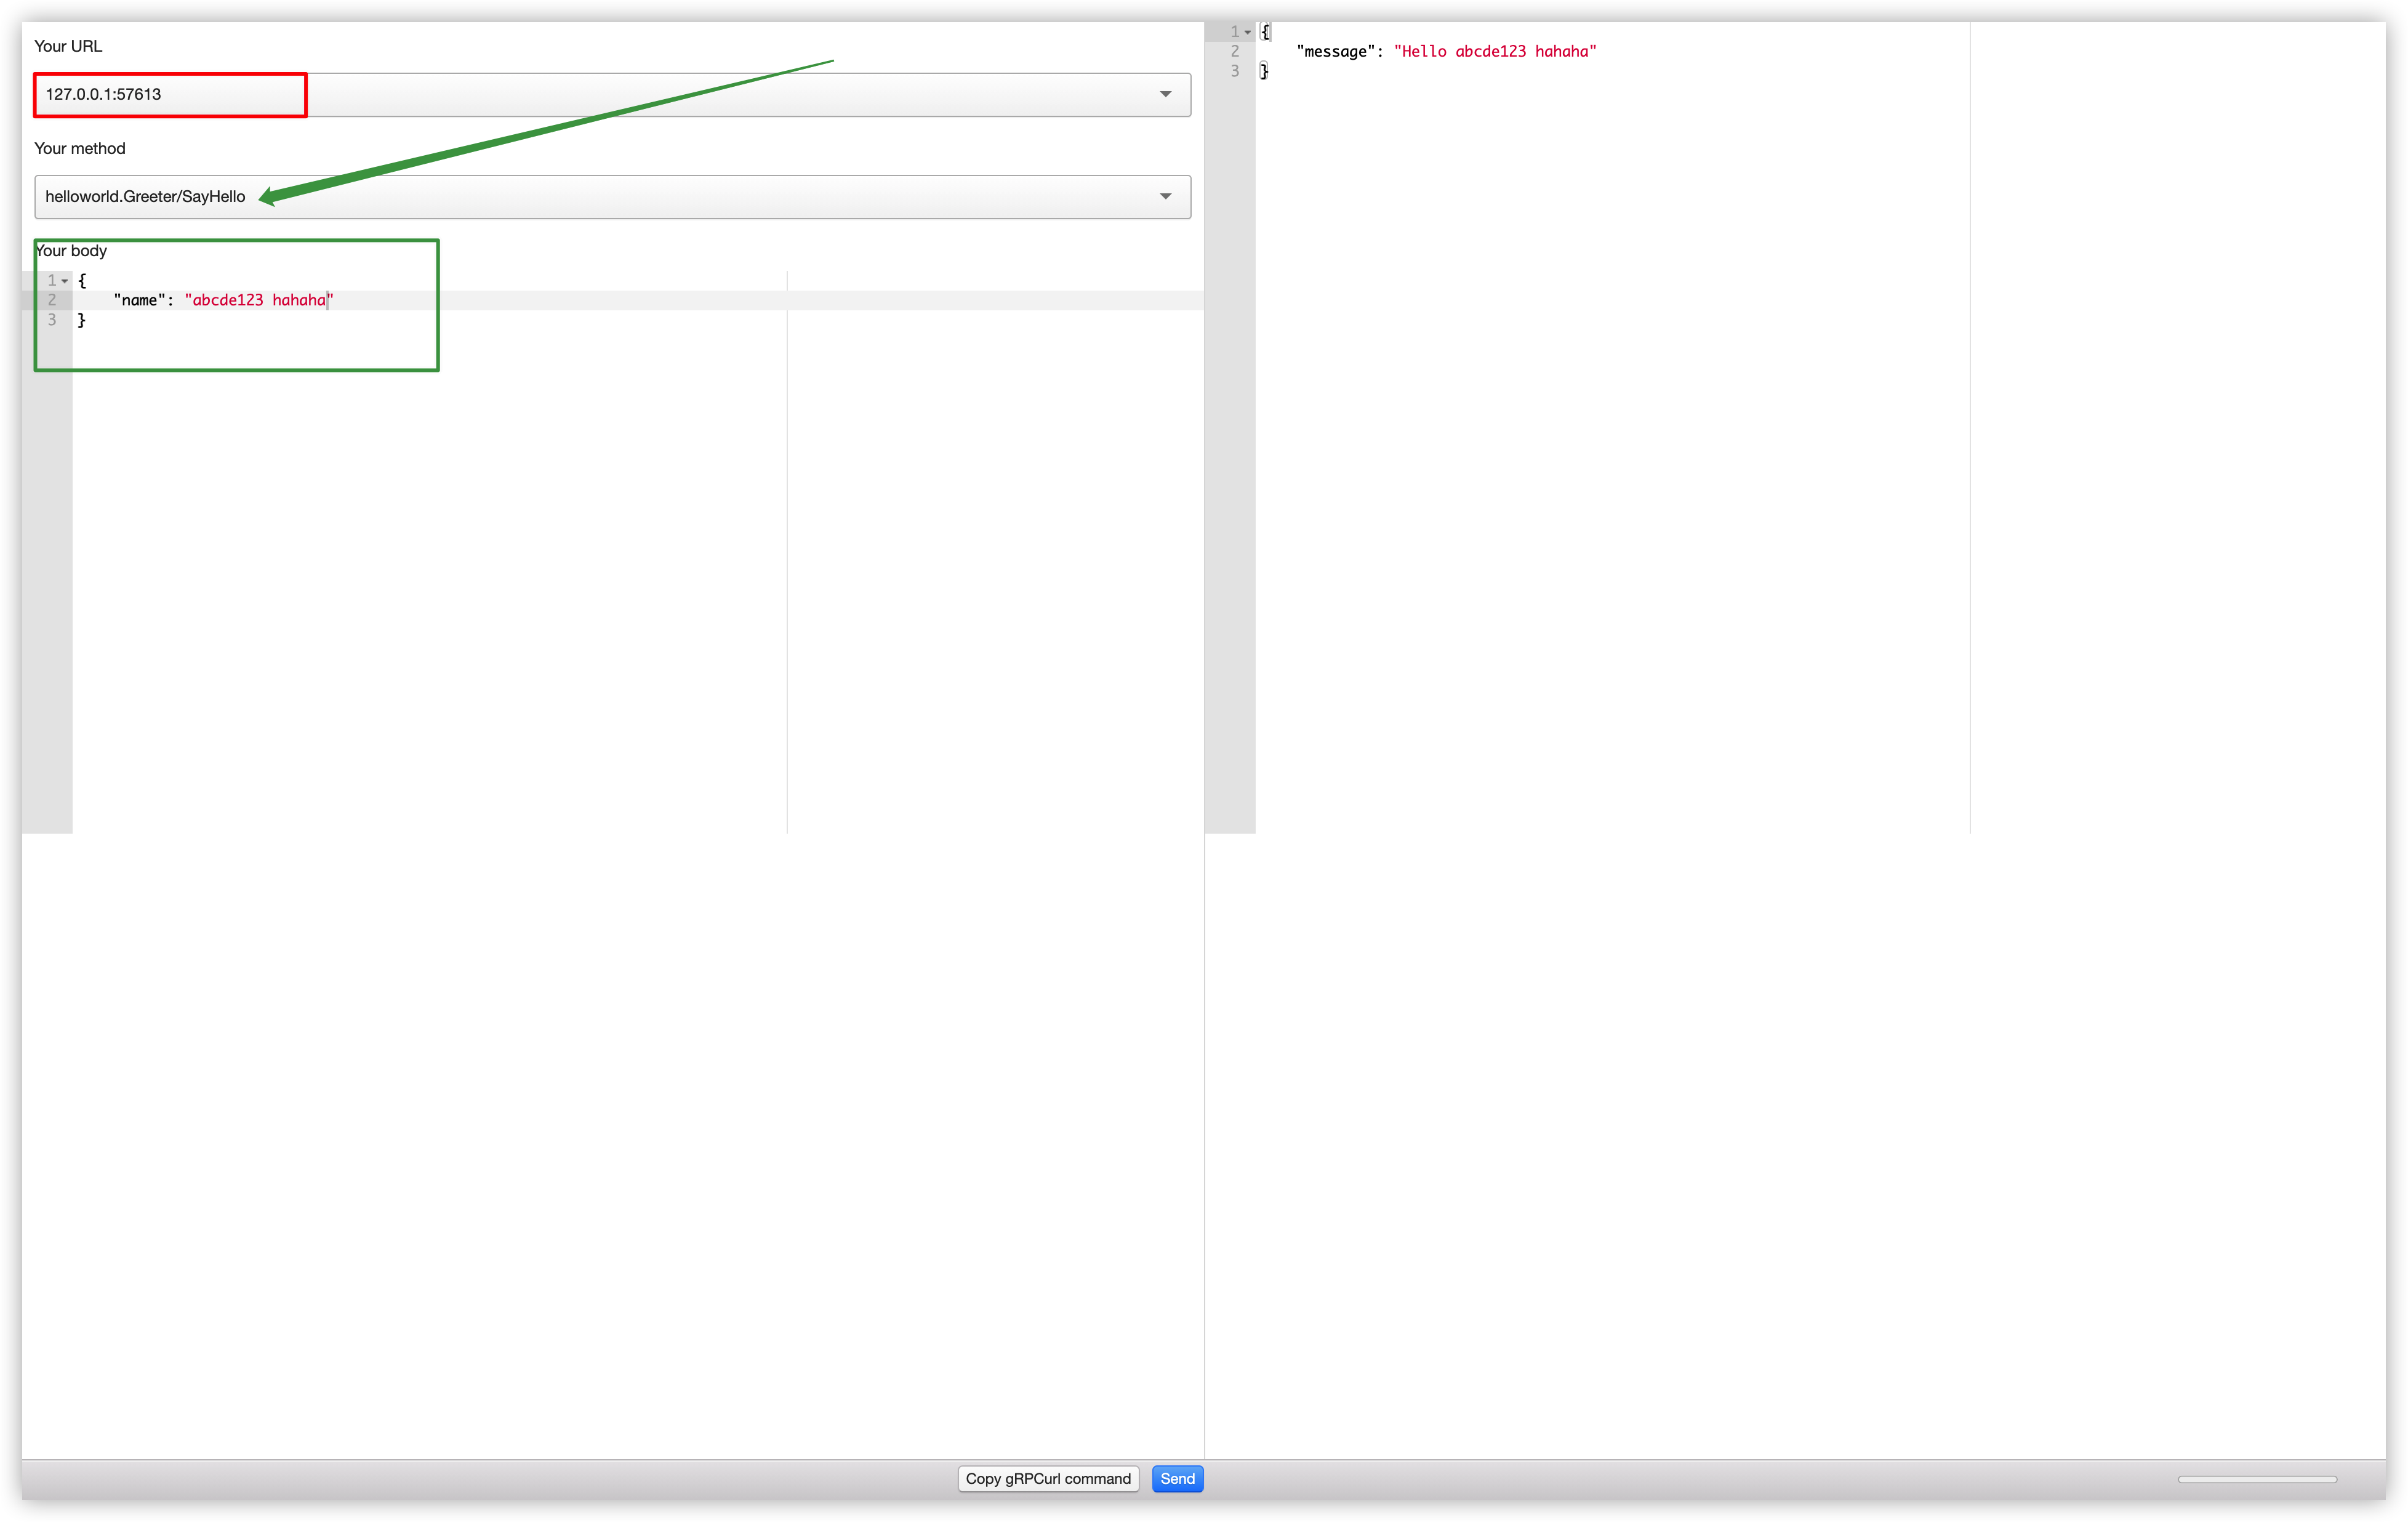 Your URL
127.0.0.1:57613
Your method
helloworld.Greeter/SayHello
Your body
1 {
2 "name": "abcde123 hahaha"
3 }
1 {
2 "message": "Hello abcde123 hahaha"
3 }
Copy gRPCurl command
Send